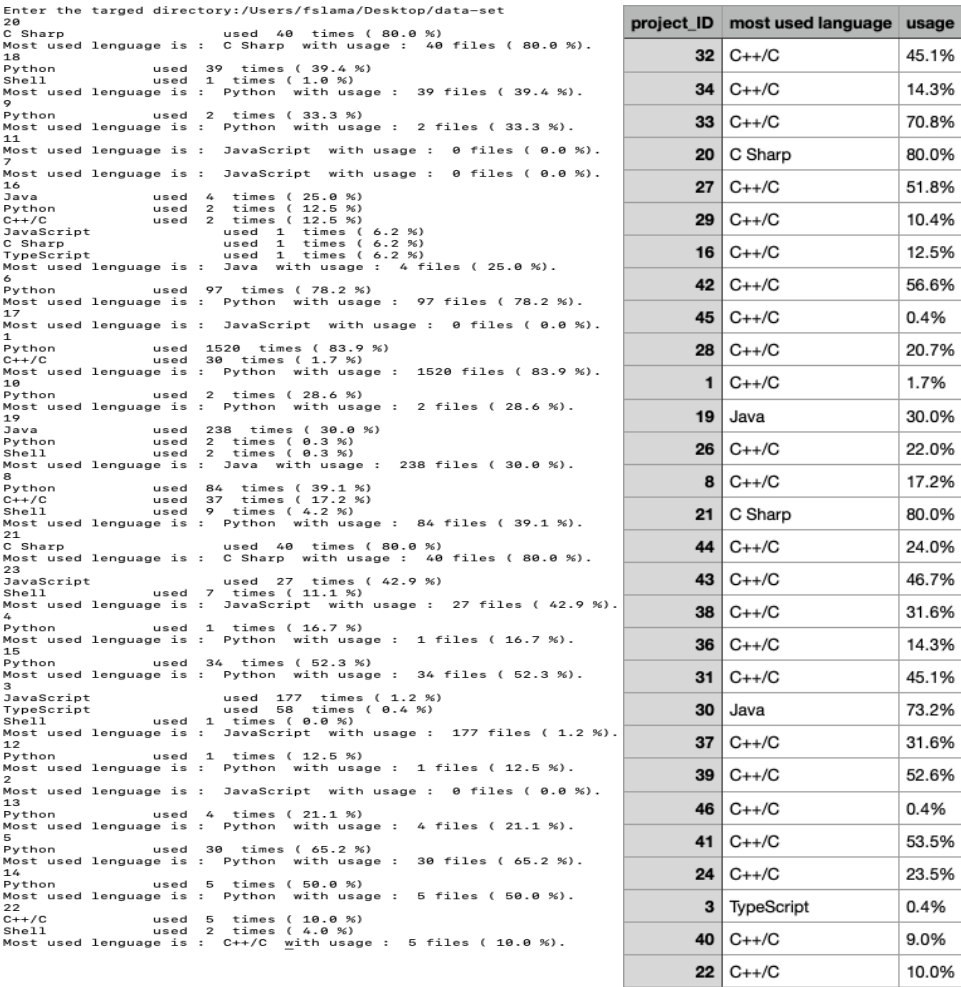 Enter the targed directory:/Users/fslama/Desktop/data-set
20
C Sharp used 40 times ( 80.0 %)
Most used lenguage is : C Sharp with usage : 40 files ( 80.0 %).
18
Python used 39 times ( 39.4 %)
Shell used 1 times ( 1.0 %)
Most used lenguage is : Python with usage : 39 files ( 39.4 %).
9
Python used 2 times ( 33.3 %)
Most used lenguage is : Python with usage : 2 files ( 33.3 %).
11
Most used lenguage is : JavaScript with usage : 0 files ( 0.0 %).
7
Most used lenguage is : JavaScript with usage : 0 files ( 0.0 %).
16
Java used 4 times ( 25.0 %)
Python used 2 times ( 12.5 %)
C++/C used 2 times ( 12.5 %)
JavaScript used 1 times ( 6.2 %)
C Sharp used 1 times ( 6.2 %)
TypeScript used 1 times ( 6.2 %)
Most used lenguage is : Java with usage : 4 files ( 25.0 %).
6
Python used 97 times ( 78.2 %)
Most used lenguage is : Python with usage : 97 files ( 78.2 %).
17
Most used lenguage is : JavaScript with usage : 0 files ( 0.0 %).
1
Python used 1520 times ( 83.9 %)
C++/C used 30 times ( 1.7 %)
Most used lenguage is : Python with usage : 1520 files ( 83.9 %).
10
Python used 2 times ( 28.6 %)
Most used lenguage is : Python with usage : 2 files ( 28.6 %).
19
Java used 238 times ( 30.0 %)
Python used 2 times ( 0.3 %)
Shell used 2 times ( 0.3 %)
Most used lenguage is : Java with usage : 238 files ( 30.0 %).
8
Python used 84 times ( 39.1 %)
C++/C used 37 times ( 17.2 %)
Shell used 9 times ( 4.2 %)
Most used lenguage is : Python with usage : 84 files ( 39.1 %).
21
C Sharp used 40 times ( 80.0 %)
Most used lenguage is : C Sharp with usage : 40 files ( 80.0 %).
23
JavaScript used 27 times ( 42.9 %)
Shell used 7 times ( 11.1 %)
Most used lenguage is : JavaScript with usage : 27 files ( 42.9 %).
4
Python used 1 times ( 16.7 %)
Most used lenguage is : Python with usage : 1 files ( 16.7 %).
15
Python used 34 times ( 52.3 %)
Most used lenguage is : Python with usage : 34 files ( 52.3 %).
3
JavaScript used 177 times ( 1.2 %)
TypeScript used 58 times ( 0.4 %)
Shell used 1 times ( 0.0 %)
Most used lenguage is : JavaScript with usage : 177 files ( 1.2 %).
12
Python used 1 times ( 12.5 %)
Most used lenguage is : Python with usage : 1 files ( 12.5 %).
2
Most used lenguage is : JavaScript with usage : 0 files ( 0.0 %).
13
Python used 4 times ( 21.1 %)
Most used lenguage is : Python with usage : 4 files ( 21.1 %).
5
Python used 30 times ( 65.2 %)
Most used lenguage is : Python with usage : 30 files ( 65.2 %).
14
Python used 5 times ( 50.0 %)
Most used lenguage is : Python with usage : 5 files ( 50.0 %).
22
C++/C used 5 times ( 10.0 %)
Shell used 2 times ( 4.0 %)
Most used lenguage is : C++/C with usage : 5 files ( 10.0 %).
project_ID most used language usage
32 C++/C 45.1%
34 C++/C 14.3%
33 C++/C 70.8%
20 C Sharp 80.0%
27 C++/C 51.8%
29 C++/C 10.4%
16 C++/C 12.5%
42 C++/C 56.6%
45 C++/C 0.4%
28 C++/C 20.7%
1 C++/C 1.7%
19 Java 30.0%
26 C++/C 22.0%
8 C++/C 17.2%
21 C Sharp 80.0%
44 C++/C 24.0%
43 C++/C 46.7%
38 C++/C 31.6%
36 C++/C 14.3%
31 C++/C 45.1%
30 Java 73.2%
37 C++/C 31.6%
39 C++/C 52.6%
46 C++/C 0.4%
41 C++/C 53.5%
24 C++/C 23.5%
3 TypeScript 0.4%
40 C++/C 9.0%
22 C++/C 10.0%